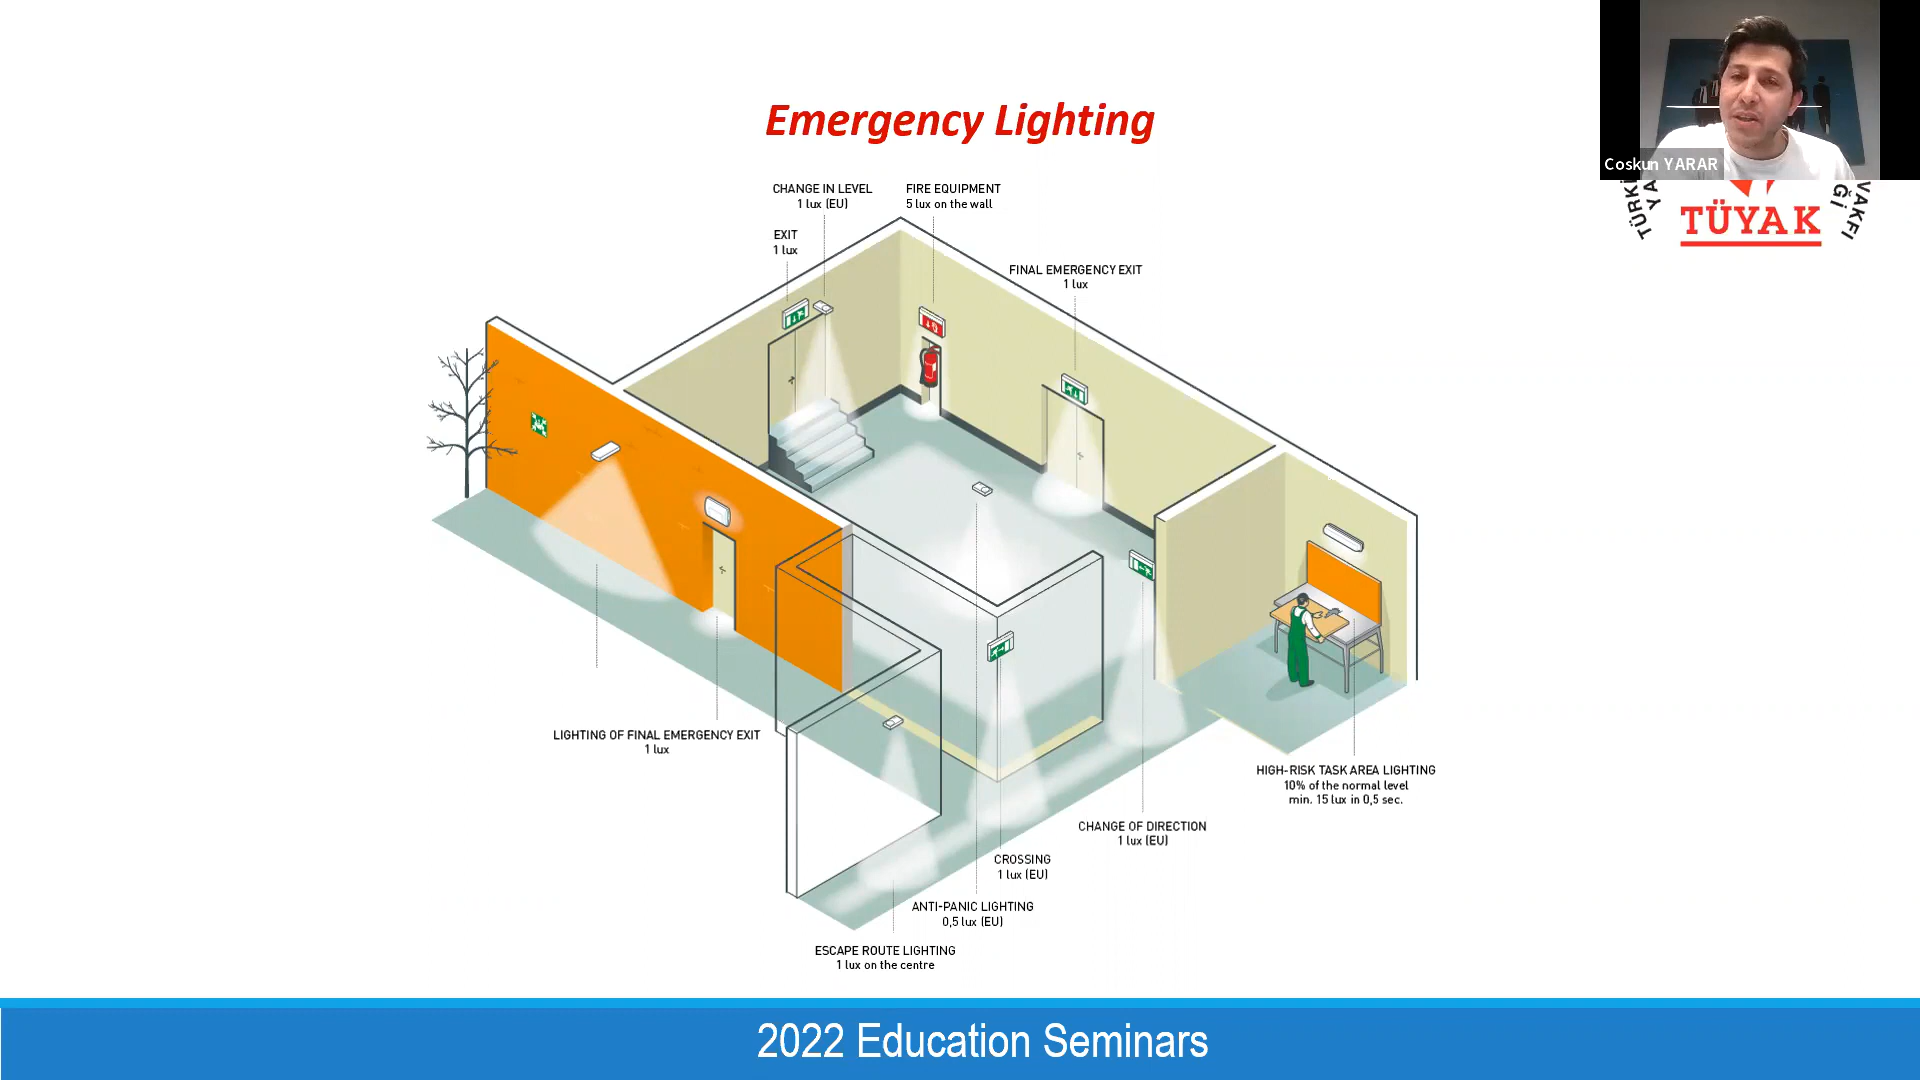 Emergency Lighting
Coskun YARAR
TÜRKİ
YA
VAKFI
Ğİ
TÜYAK
CHANGE IN LEVEL
1 lux (EU)
FIRE EQUIPMENT
5 lux on the wall
EXIT
1 lux
FINAL EMERGENCY EXIT
1 lux
LIGHTING OF FINAL EMERGENCY EXIT
1 lux
HIGH-RISK TASK AREA LIGHTING
10% of the normal level
min. 15 lux in 0,5 sec.
CHANGE OF DIRECTION
1 lux (EU)
CROSSING
1 lux (EU)
ANTI-PANIC LIGHTING
0,5 lux (EU)
ESCAPE ROUTE LIGHTING
1 lux on the centre
2022 Education Seminars